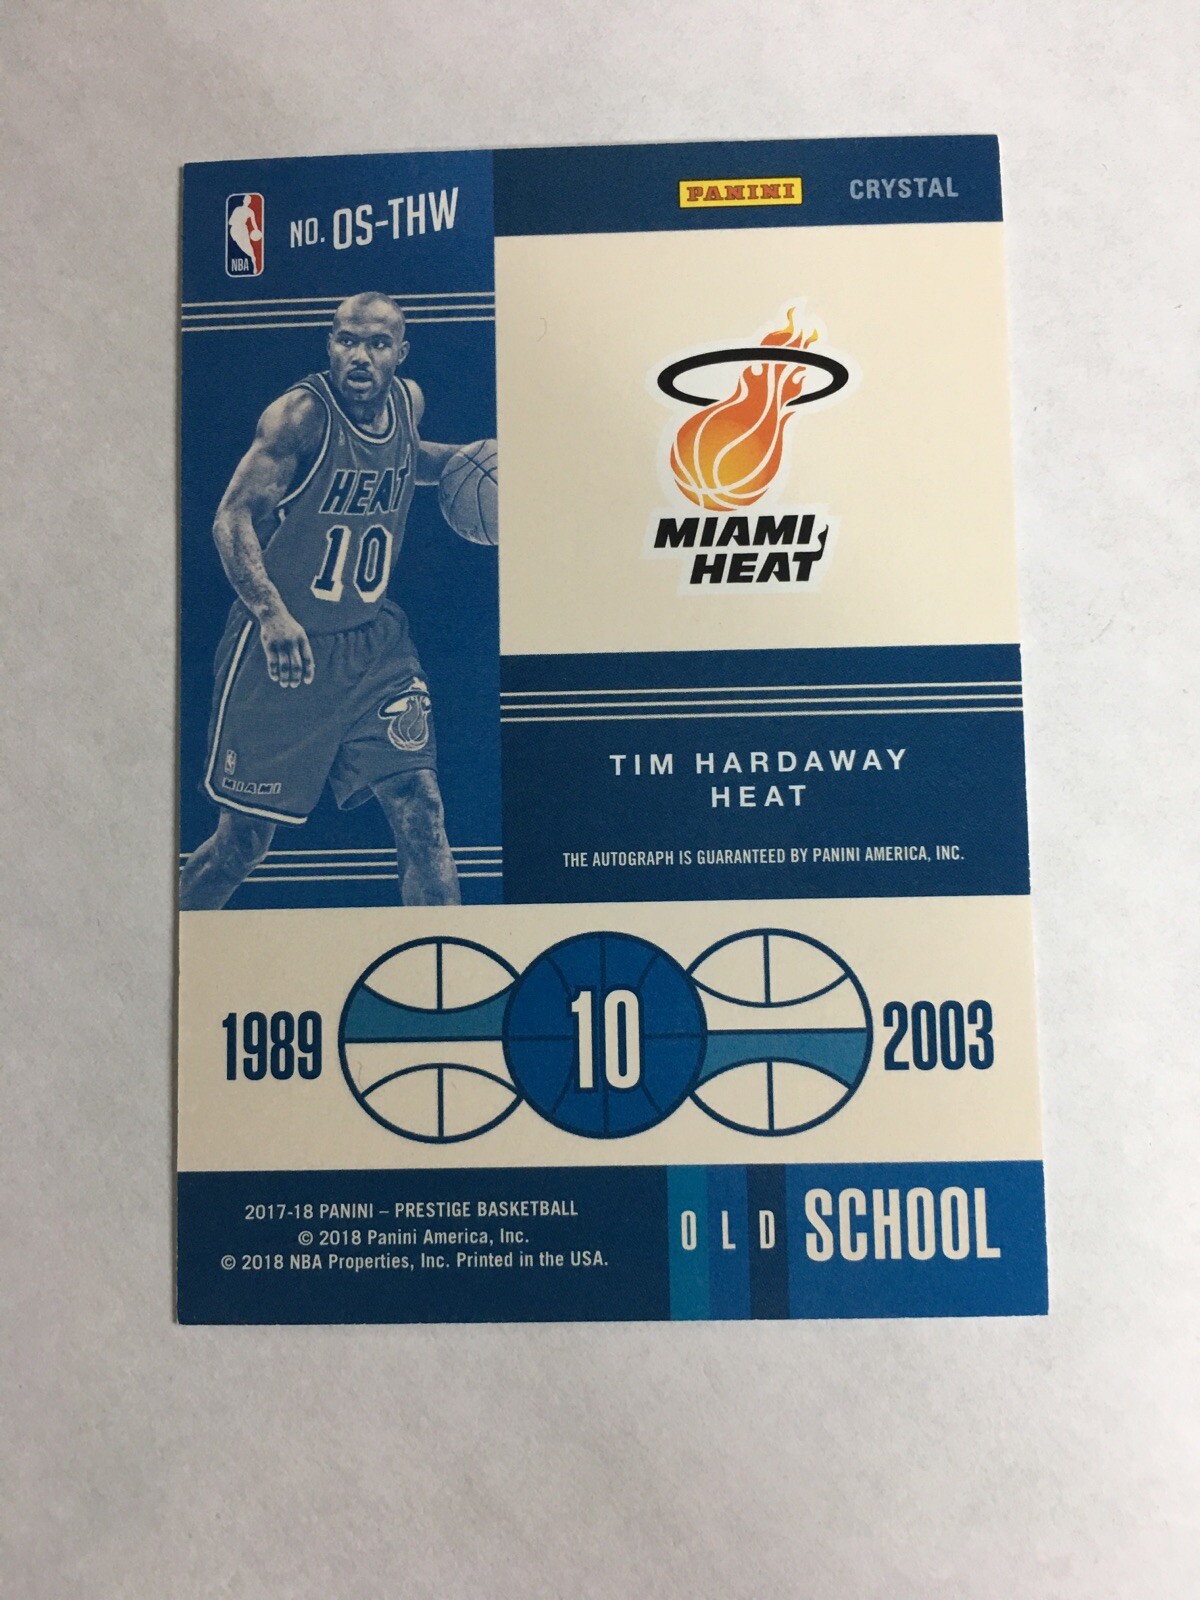 NBA
NO. OS-THW
PANINI
CRYSTAL
HEAT
10
MIAMI
MIAMI
HEAT
TIM HARDAWAY
HEAT
THE AUTOGRAPH IS GUARANTEED BY PANINI AMERICA, INC.
1989
10
2003
2017-18 PANINI – PRESTIGE BASKETBALL
© 2018 Panini America, Inc.
© 2018 NBA Properties, Inc. Printed in the USA.
OLD SCHOOL